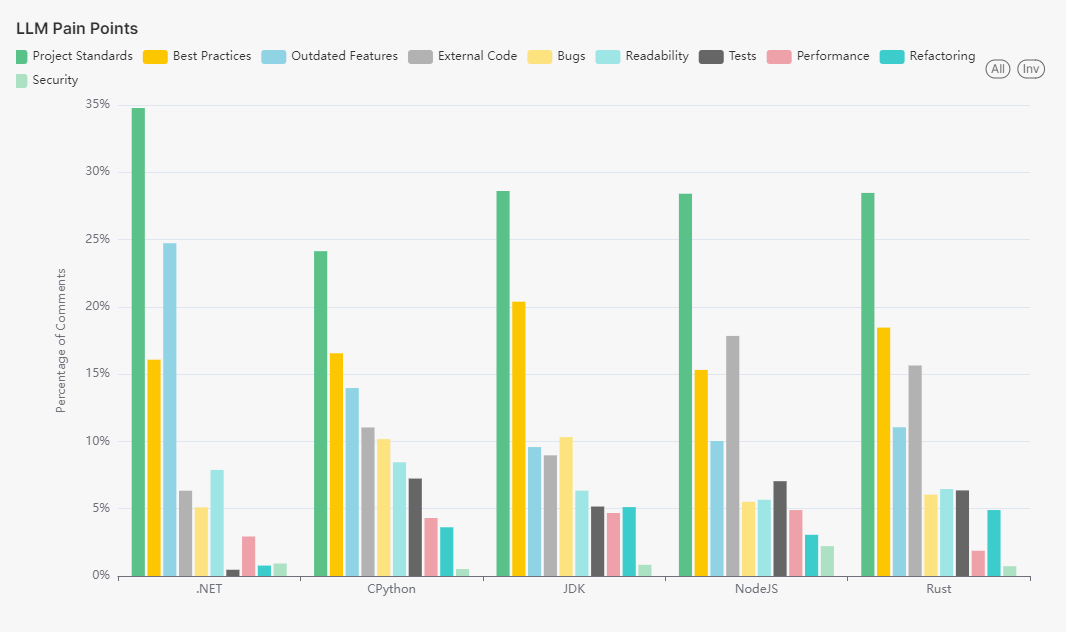 LLM Pain Points
Project Standards Best Practices Outdated Features External Code Bugs Readability Tests Performance Refactoring
Security
All Inv
35%
30%
25%
20%
15%
10%
5%
0%
Percentage of Comments
.NET CPython JDK NodeJS Rust